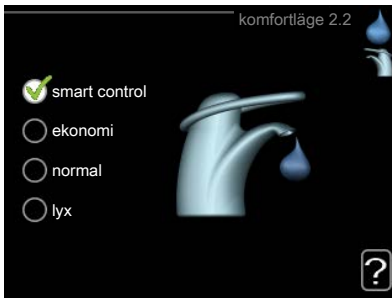 komfortläge 2.2
smart control
ekonomi
normal
lyx
?